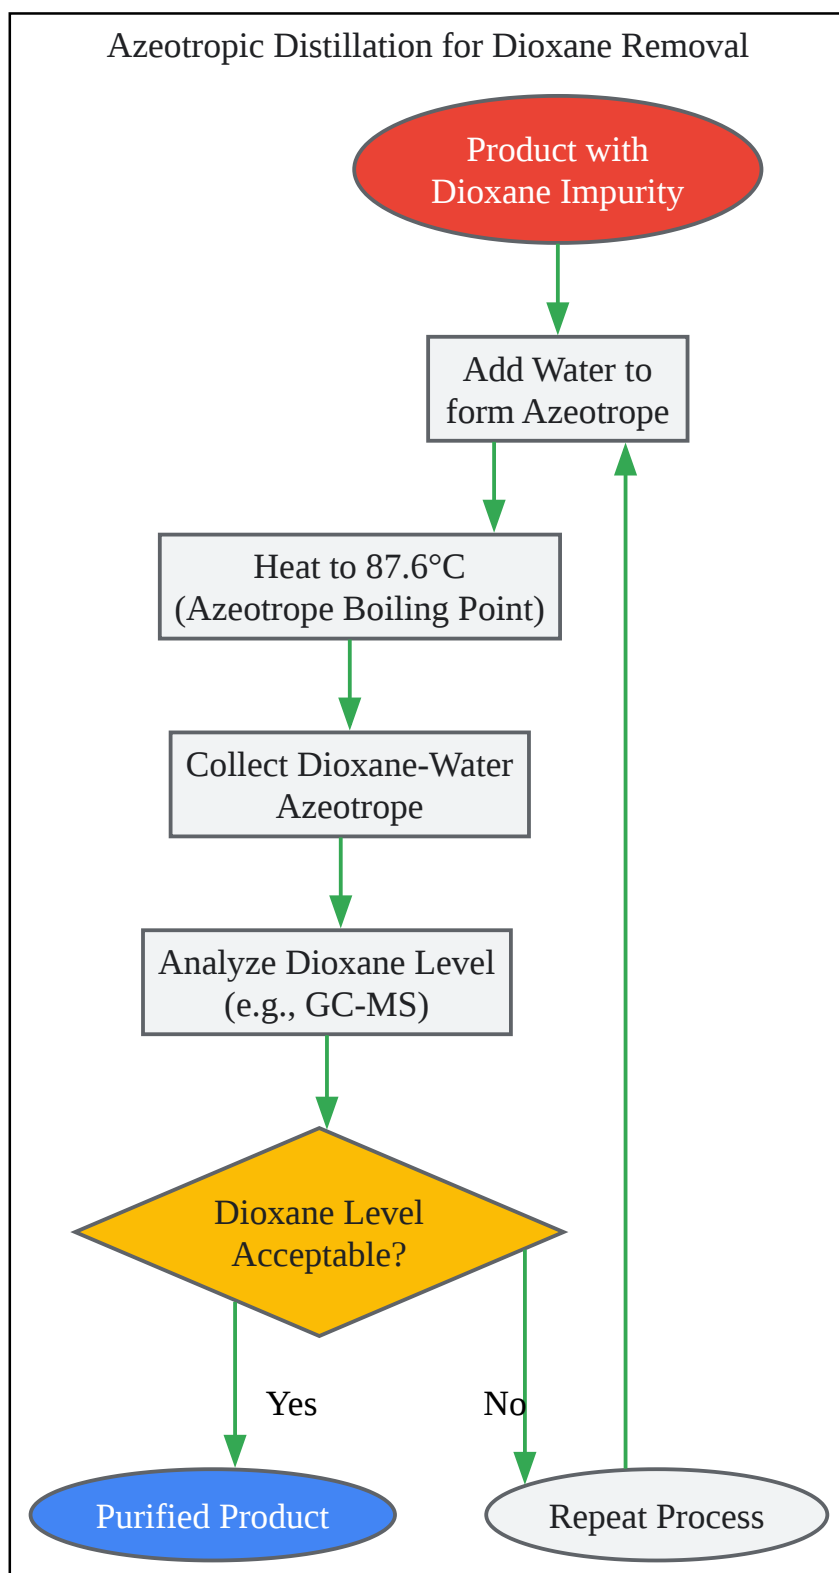 Azeotropic Distillation for Dioxane Removal
Product with
Dioxane Impurity
Add Water to
form Azeotrope
Heat to 87.6°C
(Azeotrope Boiling Point)
Collect Dioxane-Water
Azeotrope
Analyze Dioxane Level
(e.g., GC-MS)
Dioxane Level
Acceptable?
Yes
No
Purified Product
Repeat Process